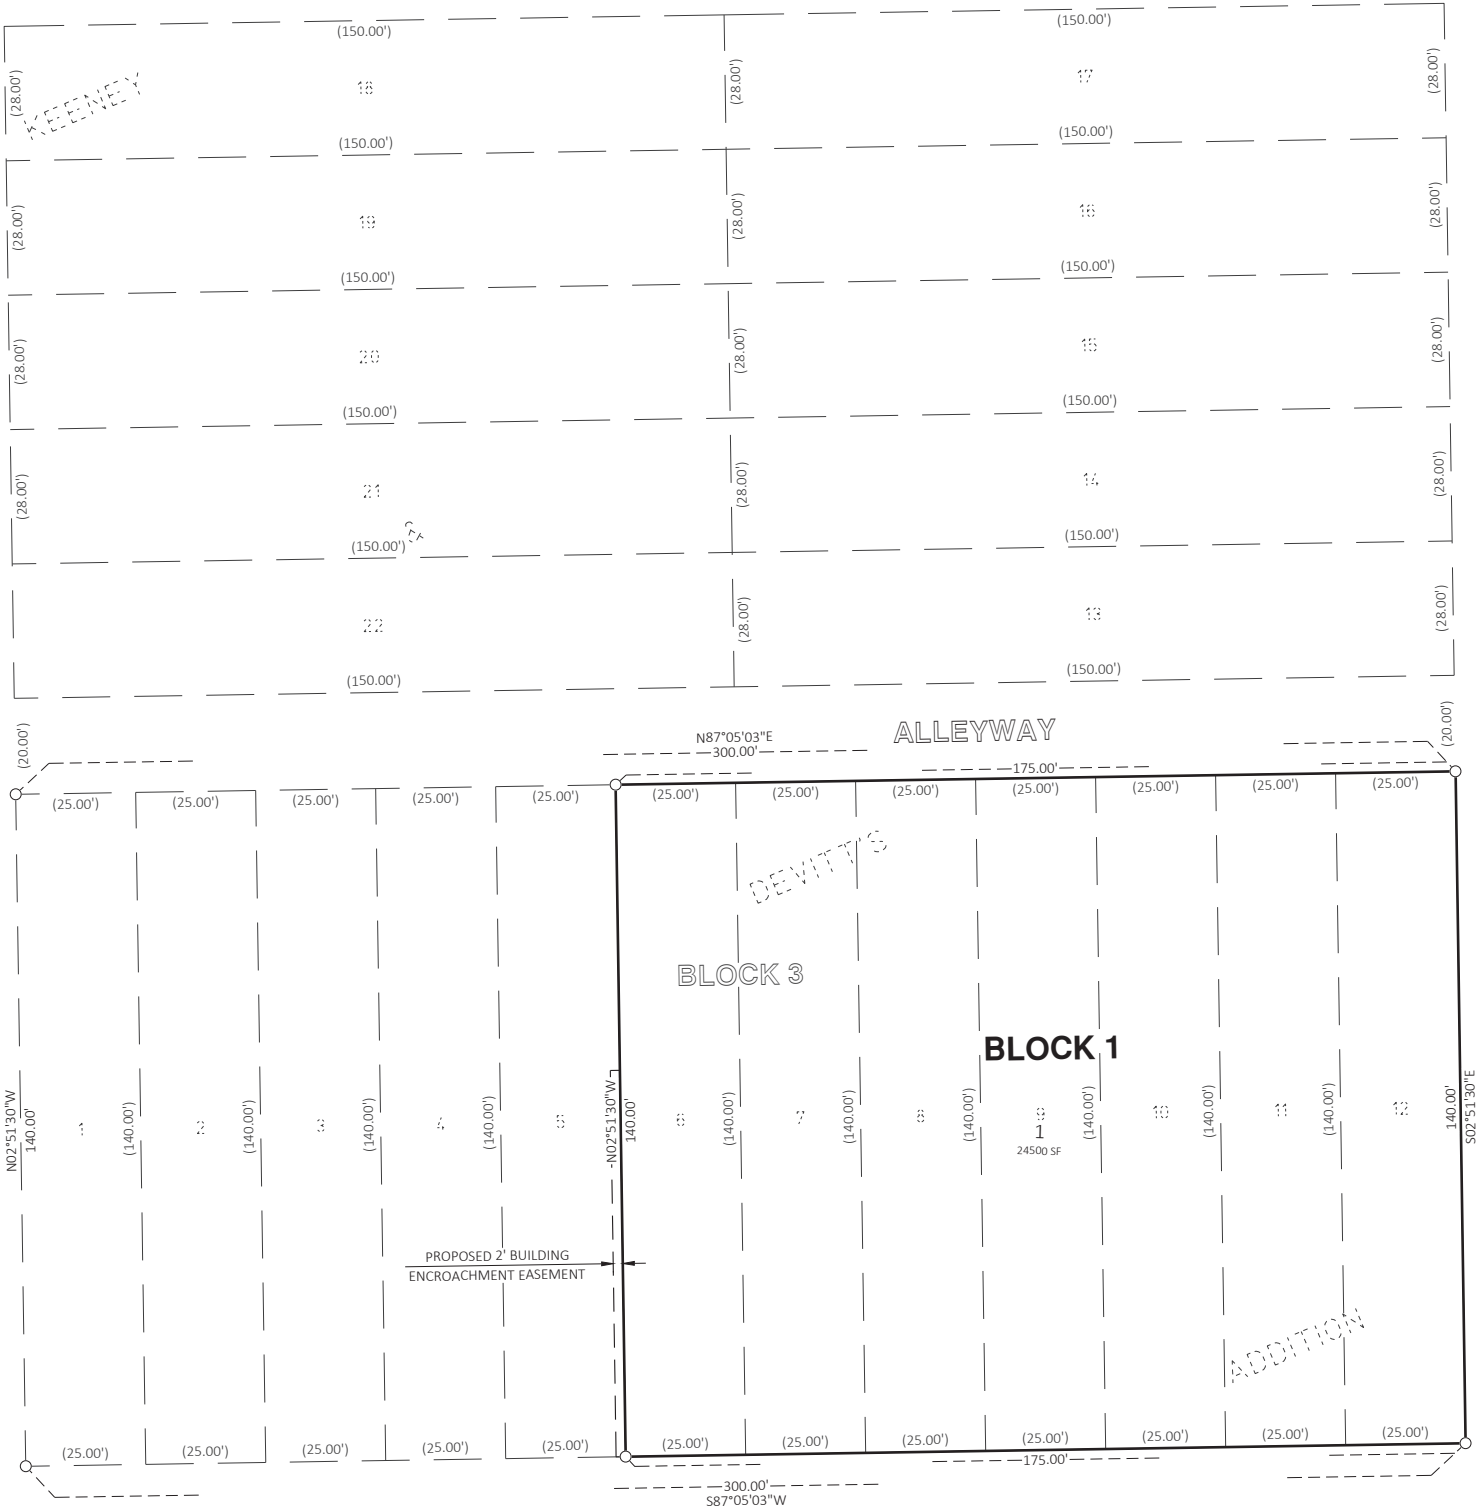 (150.00') (150.00')
(28.00') (28.00') (28.00')
KEENEY
18 17
(150.00') (150.00')
(28.00') (28.00') (28.00')
19 16
(150.00') (150.00')
(28.00') (28.00') (28.00')
20 15
(150.00') (150.00')
(28.00') (28.00') (28.00')
21 14
(150.00') (150.00')
(28.00') (28.00')
22 13
(150.00') (150.00')
(20.00') (20.00')
ALLEYWAY
N87°05'03"E
300.00'
175.00'
(25.00') (25.00') (25.00') (25.00') (25.00') (25.00') (25.00') (25.00') (25.00') (25.00') (25.00') (25.00')
DEVITT'S
BLOCK 3
BLOCK 1
N02°51'30"W
140.00'
1 (140.00') 2 (140.00') 3 (140.00') 4 (140.00') 5
N02°51'30"W
140.00'
6 (140.00') 7 (140.00') 8 (140.00') 9 (140.00') 10 (140.00') 11 (140.00') 12
1
24500 SF
140.00'
S02°51'30"E
PROPOSED 2' BUILDING
ENCROACHMENT EASEMENT
ADDITION
(25.00') (25.00') (25.00') (25.00') (25.00') (25.00') (25.00') (25.00') (25.00') (25.00') (25.00') (25.00')
175.00'
300.00'
S87°05'03"W